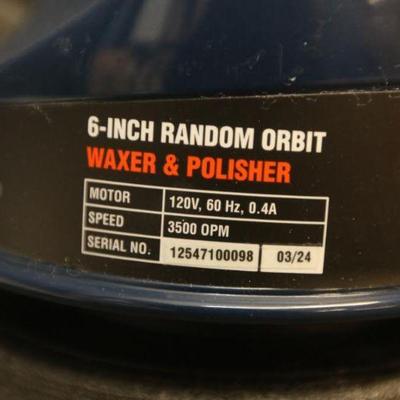 6-INCH RANDOM ORBIT
WAXER & POLISHER
MOTOR 120V, 60 Hz, 0.4A
SPEED 3500 OPM
SERIAL NO. 12547100098 03/24